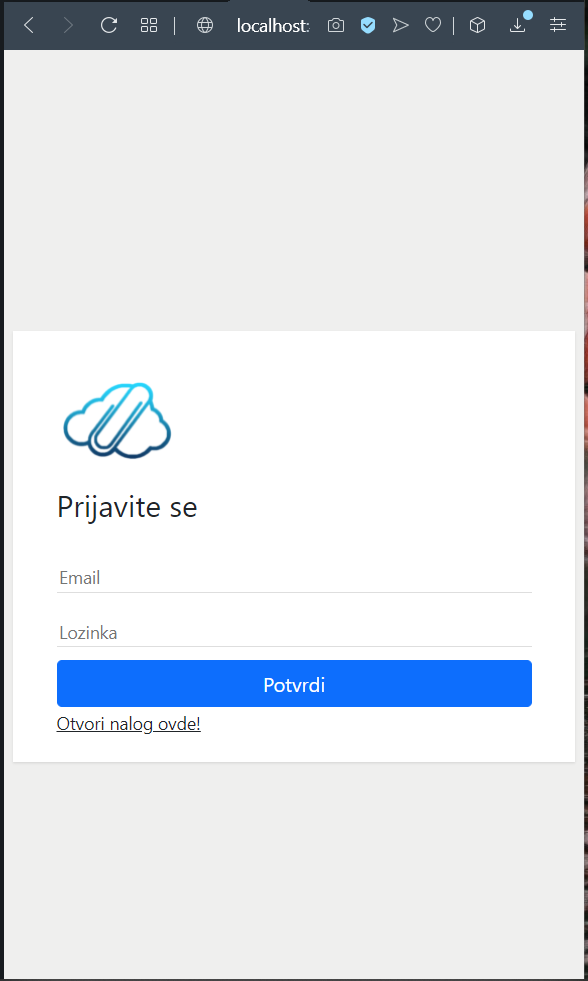 localhost:
Prijavite se
Email
Lozinka
Potvrdi
Otvori nalog ovde!